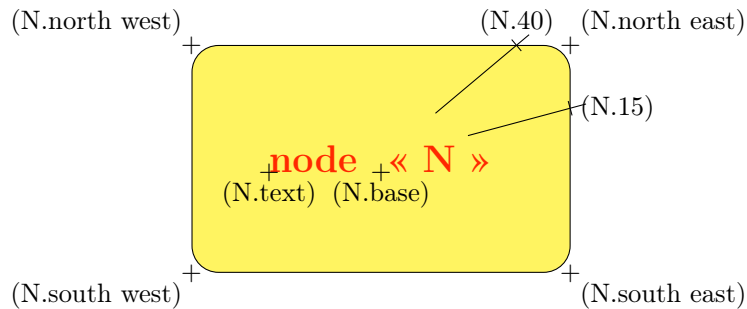 (N.north west) (N.40) (N.north east)
(N.15)
node « N »
(N.text) (N.base)
(N.south west) (N.south east)